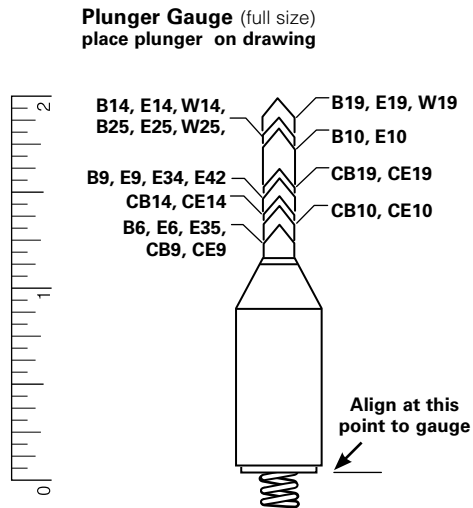 Plunger Gauge (full size)
place plunger on drawing
2
B14, E14, W14,
B25, E25, W25,
B19, E19, W19
B10, E10
B9, E9, E34, E42
CB19, CE19
CB14, CE14
CB10, CE10
B6, E6, E35,
CB9, CE9
1
Align at this
point to gauge
0